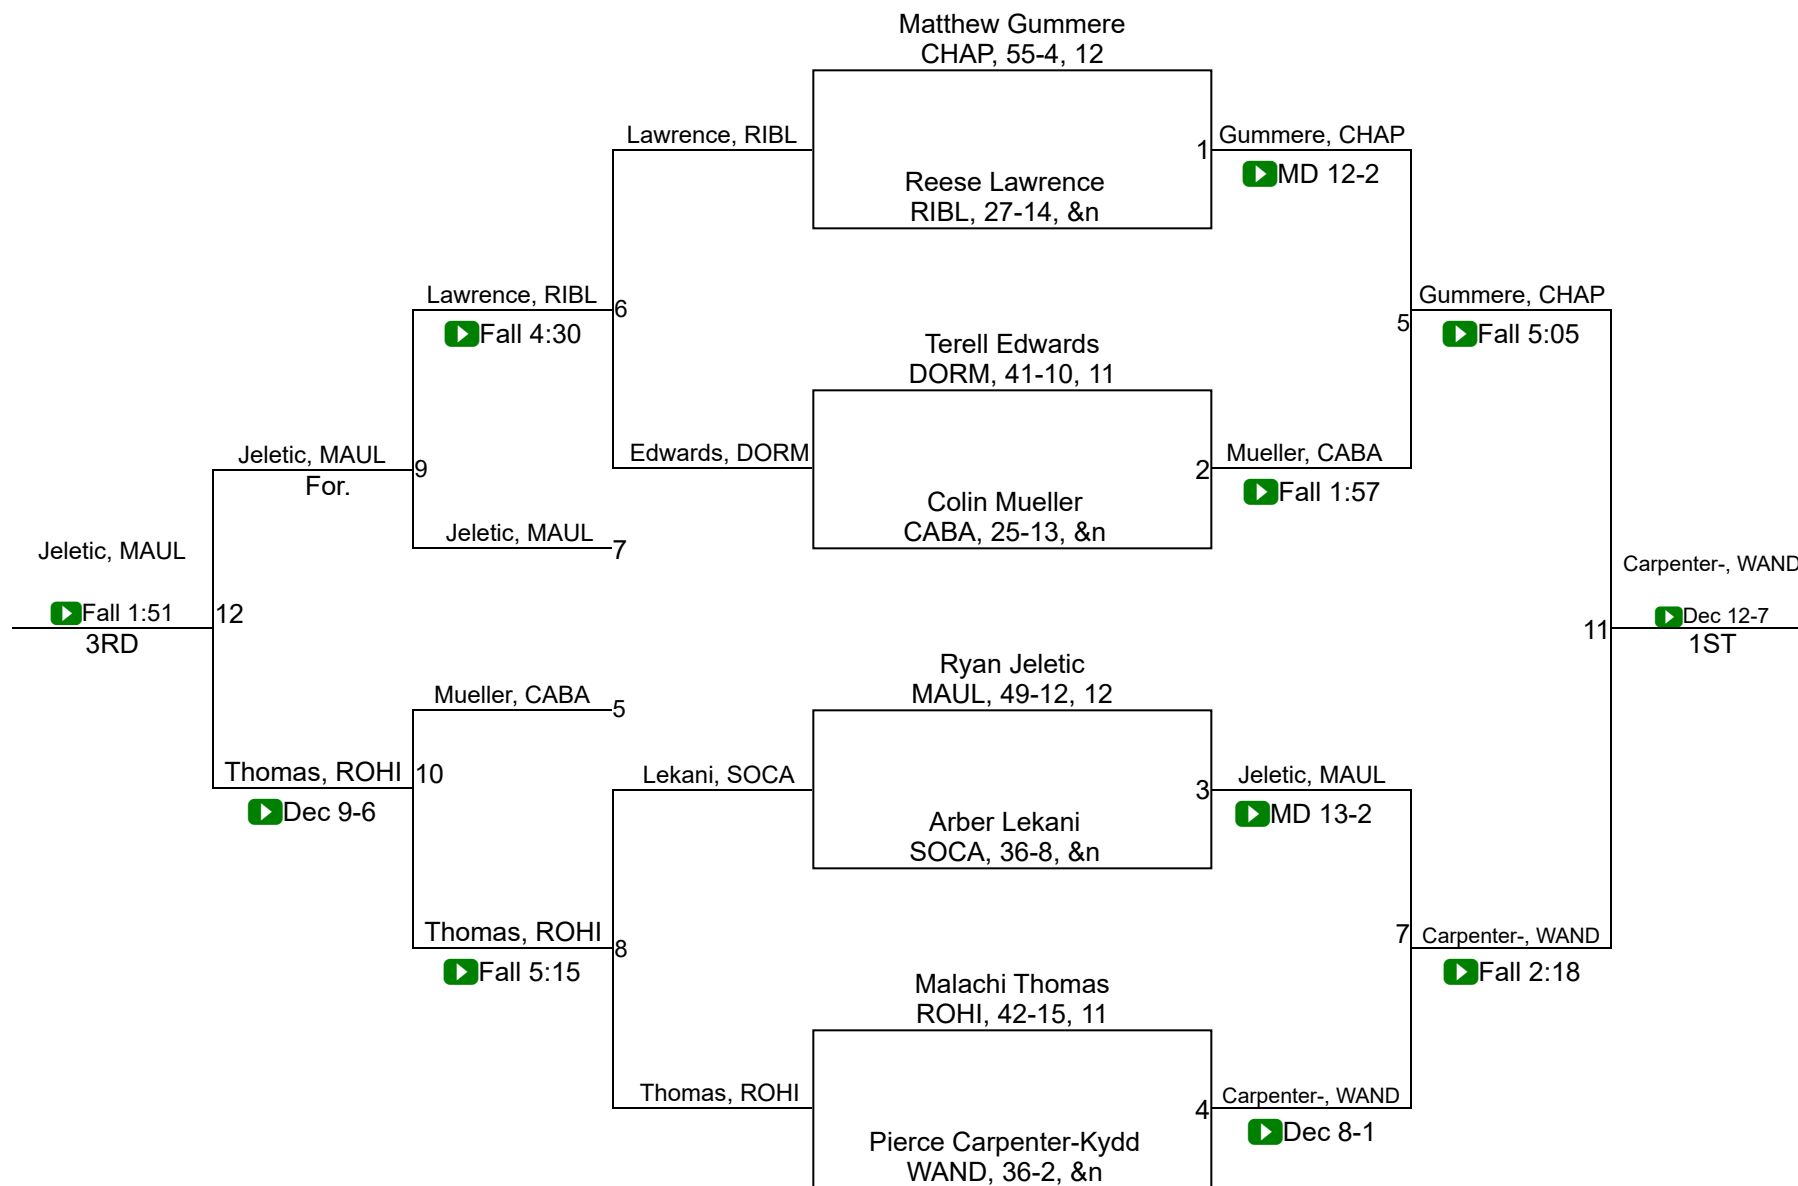 Matthew Gummere
CHAP, 55-4, 12
Lawrence, RIBL
1
Gummere, CHAP
MD 12-2
Reese Lawrence
RIBL, 27-14, &n
Lawrence, RIBL
6
Fall 4:30
Gummere, CHAP
5
Fall 5:05
Terell Edwards
DORM, 41-10, 11
Jeletic, MAUL
9
For.
Edwards, DORM
2
Mueller, CABA
Fall 1:57
Colin Mueller
CABA, 25-13, &n
Jeletic, MAUL
7
Jeletic, MAUL
Fall 1:51
12
3RD
Carpenter-, WAND
11
Dec 12-7
1ST
Ryan Jeletic
MAUL, 49-12, 12
Mueller, CABA
5
Thomas, ROHI
10
Dec 9-6
Lekani, SOCA
3
Jeletic, MAUL
MD 13-2
Arber Lekani
SOCA, 36-8, &n
Thomas, ROHI
8
Fall 5:15
7
Carpenter-, WAND
Fall 2:18
Malachi Thomas
ROHI, 42-15, 11
Thomas, ROHI
4
Carpenter-, WAND
Dec 8-1
Pierce Carpenter-Kydd
WAND, 36-2, &n